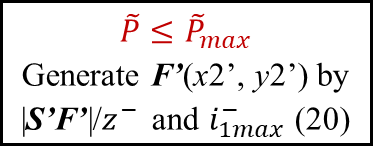 P̃ ≤ P̃max
Generate F’(x2’, y2’) by
|S’F’|/z⁻ and i⁻1max (20)